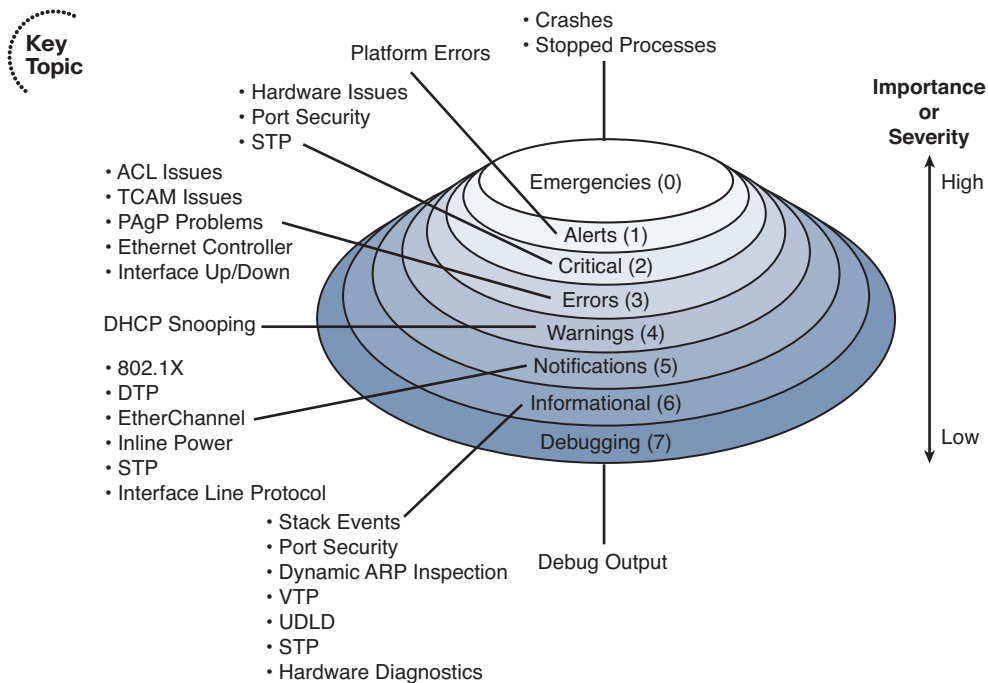 Key
Topic
• Crashes
• Stopped Processes
Platform Errors
• Hardware Issues
• Port Security
• STP
• ACL Issues
• TCAM Issues
• PAgP Problems
• Ethernet Controller
• Interface Up/Down
DHCP Snooping
• 802.1X
• DTP
• EtherChannel
• Inline Power
• STP
• Interface Line Protocol
• Stack Events
• Port Security
• Dynamic ARP Inspection
• VTP
• UDLD
• STP
• Hardware Diagnostics
Emergencies (0)
Alerts (1)
Critical (2)
Errors (3)
Warnings (4)
Notifications (5)
Informational (6)
Debugging (7)
Debug Output
Importance
or
Severity
High
Low